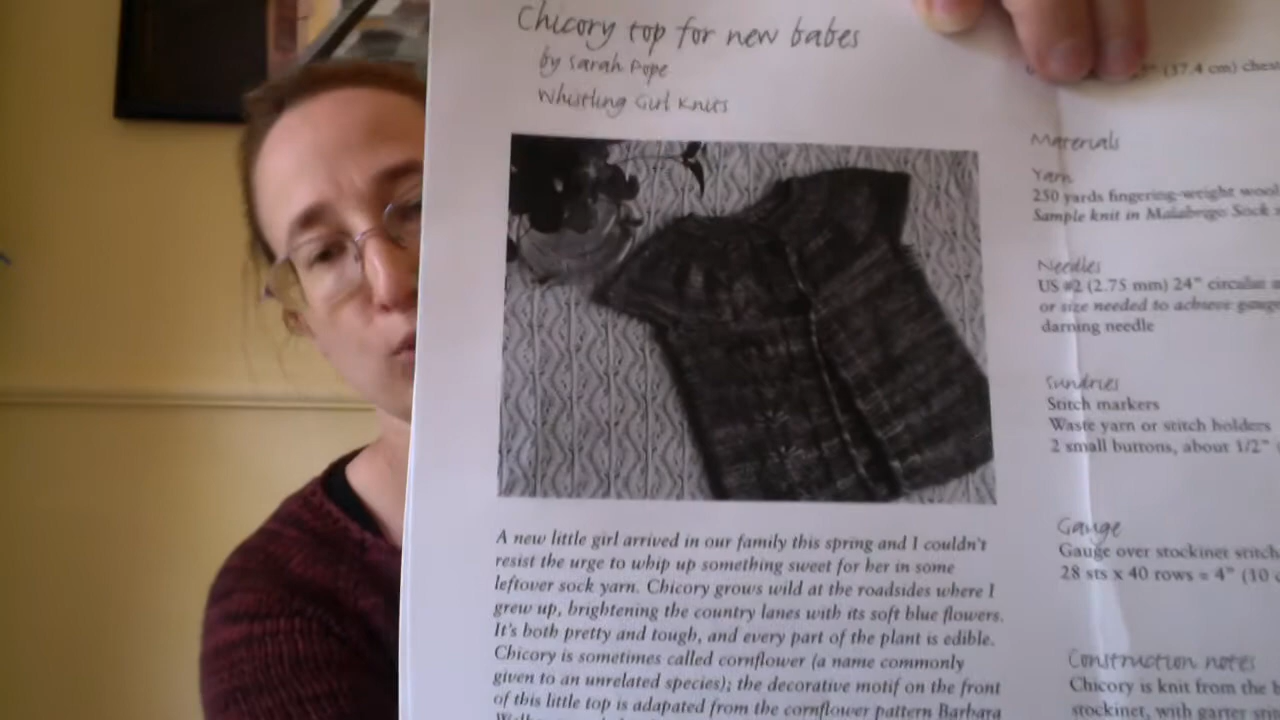 Chicory top for new babes
by Sarah Pope
Whistling Girl Knits
A new little girl arrived in our family this spring and I couldn't
resist the urge to whip up something sweet for her in some
leftover sock yarn. Chicory grows wild at the roadsides where I
grew up, brightening the country lanes with its soft blue flowers.
It's both pretty and tough, and every part of the plant is edible.
Chicory is sometimes called cornflower (a name commonly
given to an unrelated species); the decorative motif on the front
of this little top is adapated from the cornflower pattern Barbara
(37.4 cm) chest
Materials
Yarn
250 yards fingering-weight wool
Sample knit in Malabrigo Sock
Needles
US #2 (2.75 mm) 24" circular
or size needed to achieve gauge
darning needle
Sundries
Stitch markers
Waste yarn or stitch holders
2 small buttons, about 1/2"
Gauge
Gauge over stockinet stitch
28 sts x 40 rows = 4" (10
Construction notes
Chicory is knit from the
stockinet, with garter